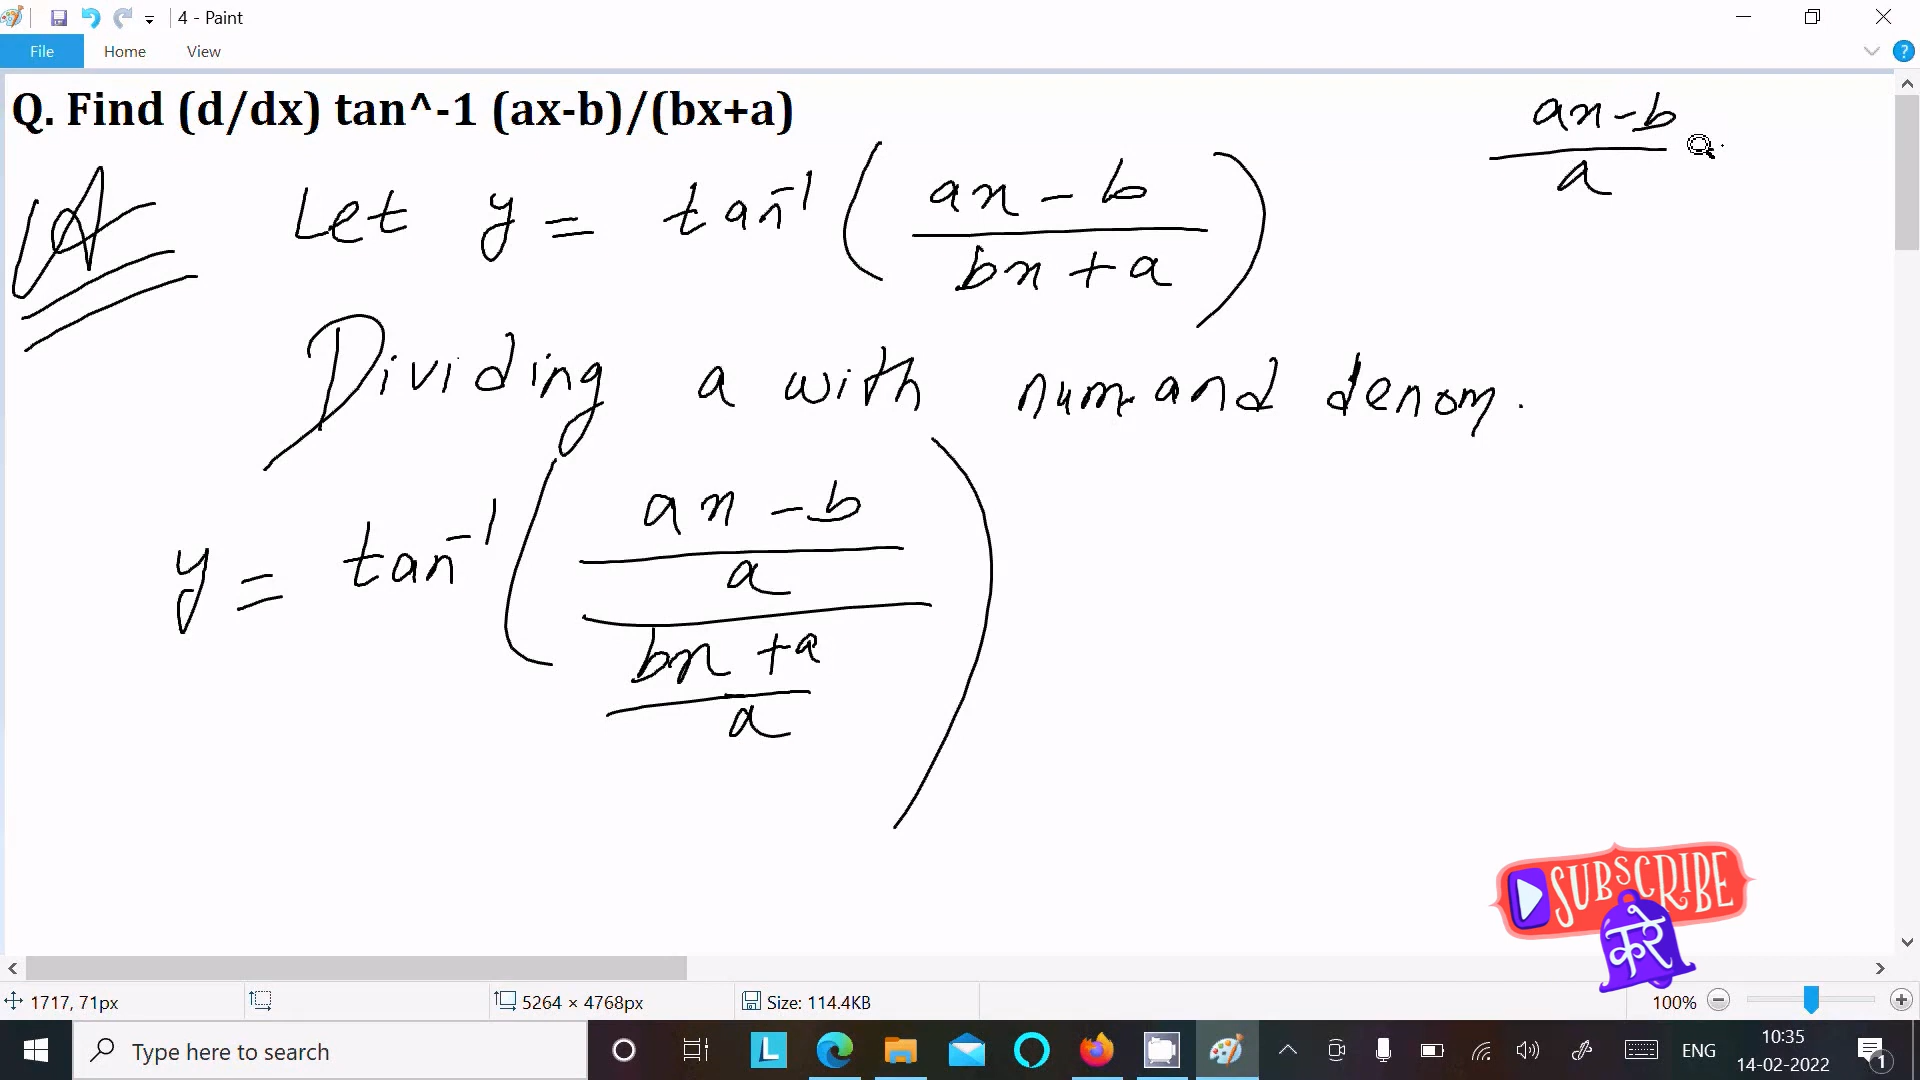 4 - Paint
File Home View
Q. Find (d/dx) tan^-1 (ax-b)/(bx+a)
ax-b
a
A
Let y = tan⁻¹ (
ax - b
bx + a
)
Dividing a with num. and denom.
y = tan⁻¹ (
ax - b
a
bx + a
a
)
SUBSCRIBE
करे
1717, 71px
5264 × 4768px
Size: 114.4KB
100%
Type here to search
L
ENG
10:35
14-02-2022
1